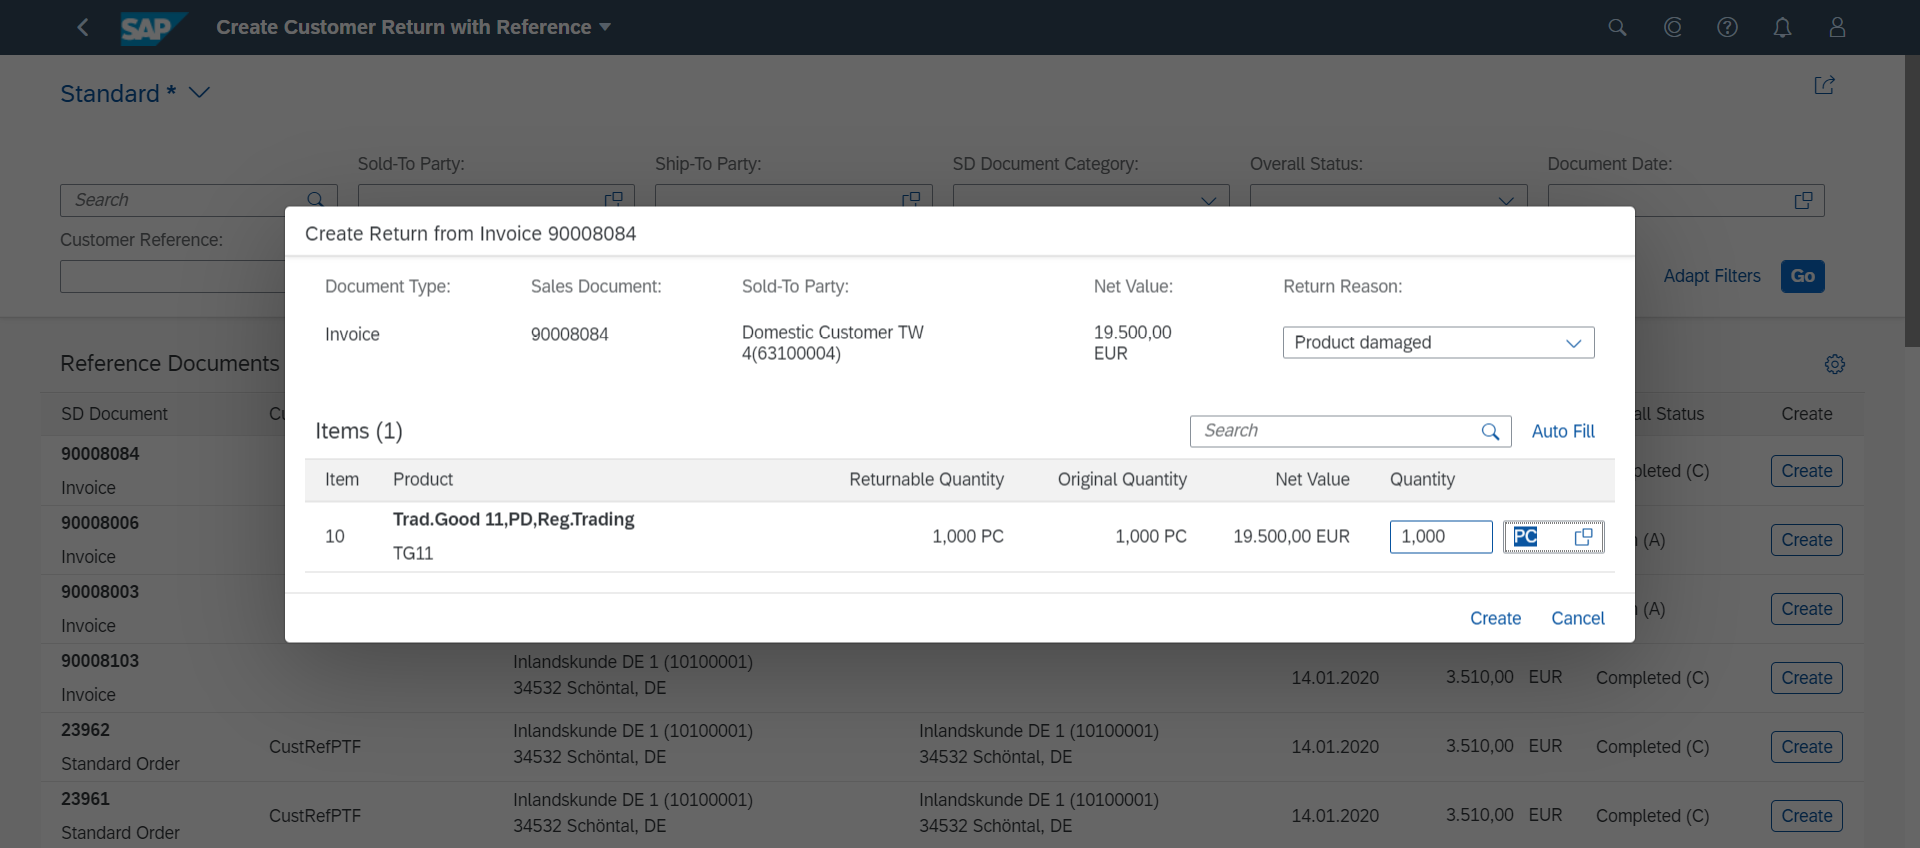 SAP
Create Customer Return with Reference
Standard *
Sold-To Party:
Ship-To Party:
SD Document Category:
Overall Status:
Document Date:
Search
Customer Reference:
Adapt Filters
Go
Create Return from Invoice 90008084
Document Type:
Sales Document:
Sold-To Party:
Net Value:
Return Reason:
Invoice
90008084
Domestic Customer TW
4(63100004)
19.500,00
EUR
Product damaged
Items (1)
Search
Auto Fill
Item
Product
Returnable Quantity
Original Quantity
Net Value
Quantity
10
Trad.Good 11,PD,Reg.Trading
TG11
1,000 PC
1,000 PC
19.500,00 EUR
1,000
PC
Create
Cancel
Reference Documents
SD Document
Cu
all Status
Create
90008084
Invoice
pleted (C)
Create
90008006
Invoice
(A)
Create
90008003
Invoice
(A)
Create
90008103
Invoice
Inlandskunde DE 1 (10100001)
34532 Schöntal, DE
14.01.2020
3.510,00 EUR
Completed (C)
Create
23962
Standard Order
CustRefPTF
Inlandskunde DE 1 (10100001)
34532 Schöntal, DE
Inlandskunde DE 1 (10100001)
34532 Schöntal, DE
14.01.2020
3.510,00 EUR
Completed (C)
Create
23961
Standard Order
CustRefPTF
Inlandskunde DE 1 (10100001)
34532 Schöntal, DE
Inlandskunde DE 1 (10100001)
34532 Schöntal, DE
14.01.2020
3.510,00 EUR
Completed (C)
Create